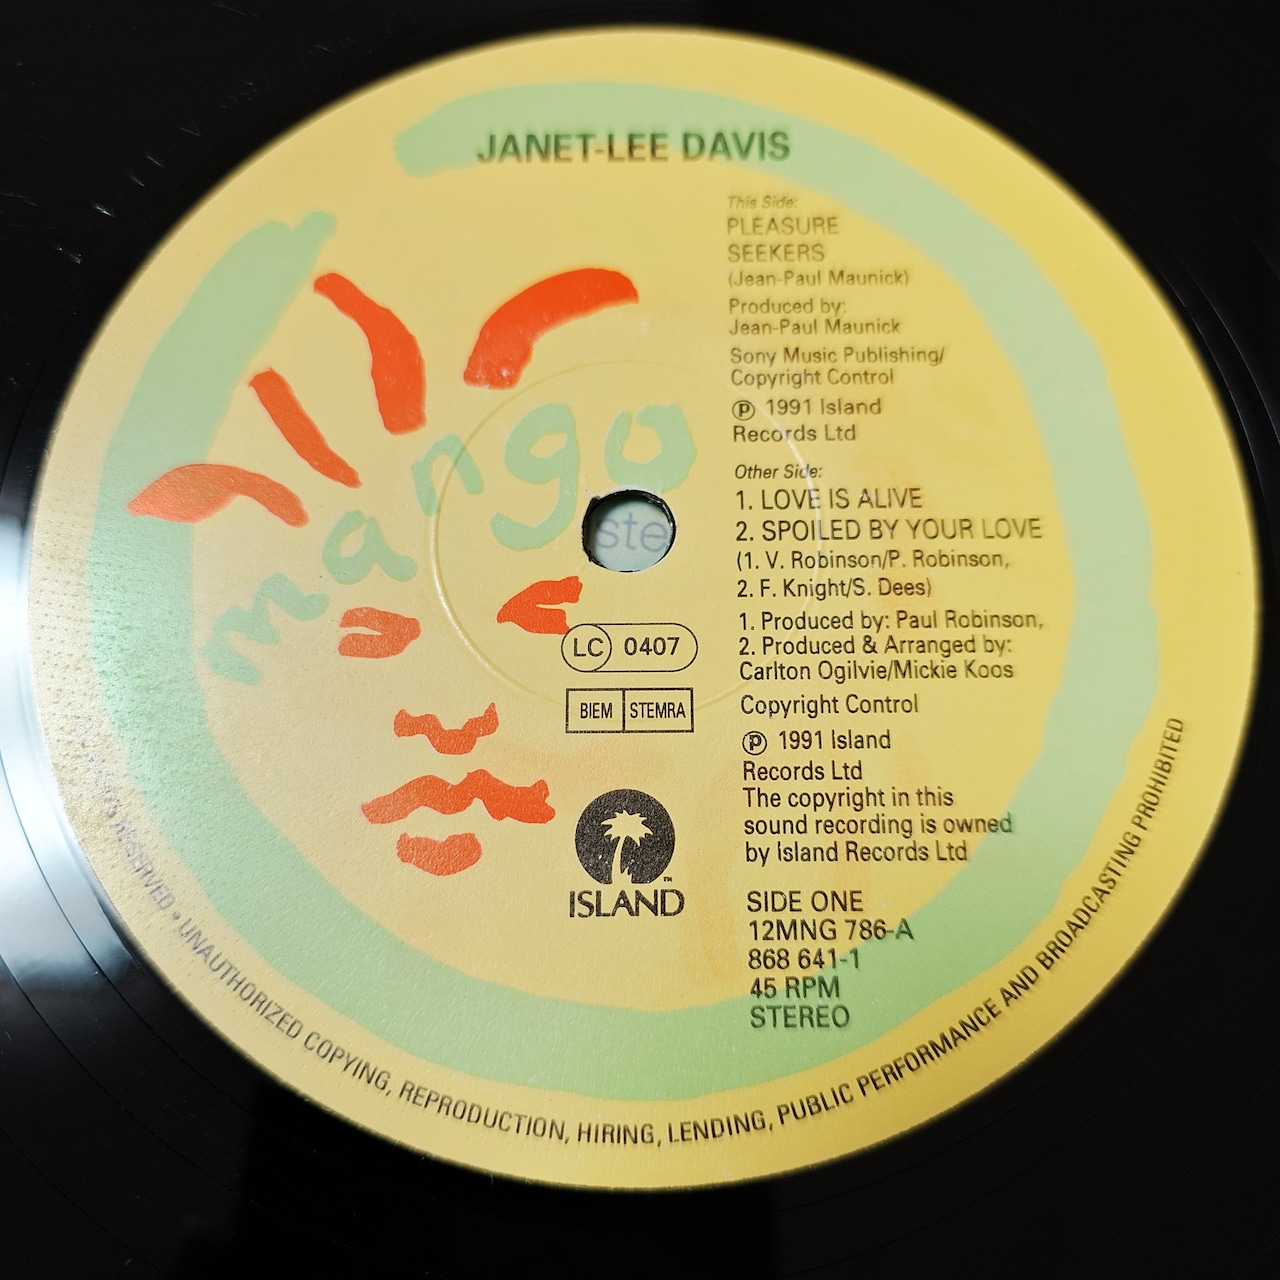 JANET-LEE DAVIS
This Side:
PLEASURE
SEEKERS
(Jean-Paul Maunick)
Produced by:
Jean-Paul Maunick
Sony Music Publishing/
Copyright Control
℗ 1991 Island
Records Ltd
Other Side:
1. LOVE IS ALIVE
2. SPOILED BY YOUR LOVE
(1. V. Robinson/P. Robinson,
2. F. Knight/S. Dees)
1. Produced by: Paul Robinson,
2. Produced & Arranged by:
Carlton Ogilvie/Mickie Koos
Copyright Control
℗ 1991 Island
Records Ltd
The copyright in this
sound recording is owned
by Island Records Ltd
SIDE ONE
12MNG 786-A
868 641-1
45 RPM
STEREO
mango
ste
LC 0407
BIEM STEMRA
ISLAND™
RESERVED • UNAUTHORIZED COPYING, REPRODUCTION, HIRING, LENDING, PUBLIC PERFORMANCE AND BROADCASTING PROHIBITED